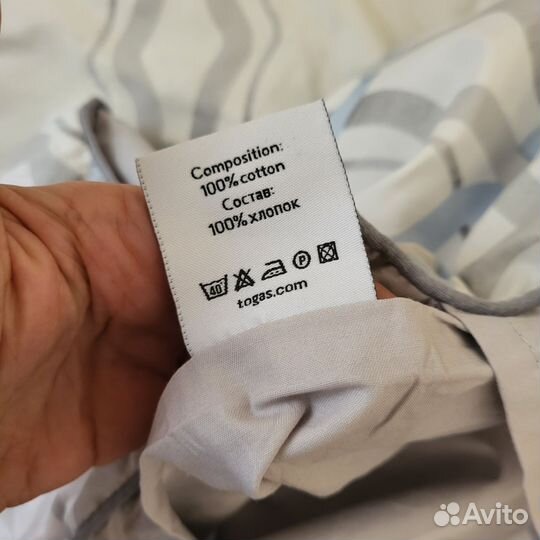 Composition:
100% cotton
Состав:
100% хлопок
40 P
togas.com
Avito